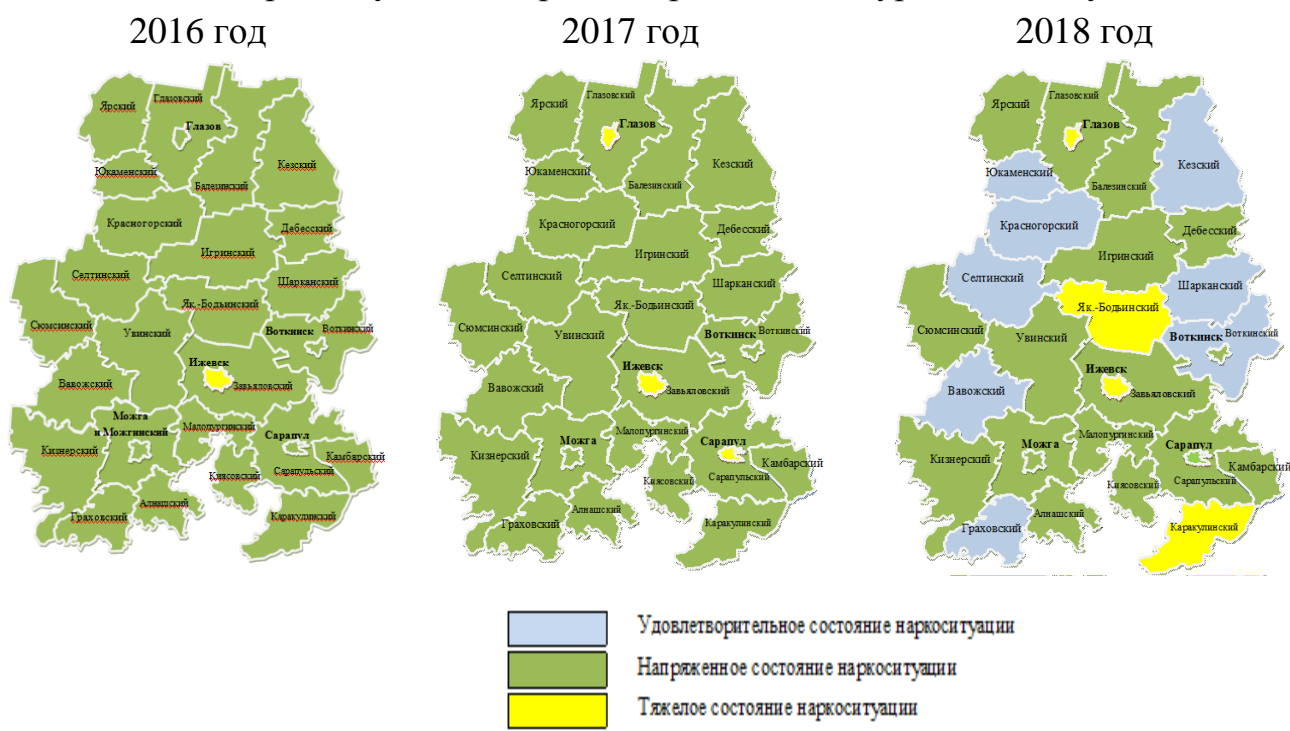 2016 год
2017 год
2018 год
Ярский
Глазовский
Глазов
Юкаменский
Балезинский
Кезский
Красногорский
Дебесский
Игринский
Селтинский
Шарканский
Як.-Бодьинский
Сюмсинский
Увинский
Воткинск
Воткинский
Ижевск
Завьяловский
Вавожский
Можга
и Можгинский
Малопургинский
Сарапул
Кизнерский
Камбарский
Киясовский
Сарапульский
Граховский
Алнашский
Каракулинский
Ярский
Глазовский
Глазов
Юкаменский
Балезинский
Кезский
Красногорский
Дебесский
Игринский
Селтинский
Шарканский
Як.-Бодьинский
Сюмсинский
Увинский
Воткинск
Воткинский
Ижевск
Завьяловский
Вавожский
Можга
Малопургинский
Сарапул
Кизнерский
Камбарский
Киясовский
Сарапульский
Граховский
Алнашский
Каракулинский
Ярский
Глазовский
Глазов
Юкаменский
Балезинский
Кезский
Красногорский
Дебесский
Игринский
Селтинский
Шарканский
Як.-Бодьинский
Сюмсинский
Увинский
Воткинск
Воткинский
Ижевск
Завьяловский
Вавожский
Можга
Малопургинский
Сарапул
Кизнерский
Камбарский
Киясовский
Сарапульский
Граховский
Алнашский
Каракулинский
Удовлетворительное состояние наркоситуации
Напряженное состояние наркоситуации
Тяжелое состояние наркоситуации